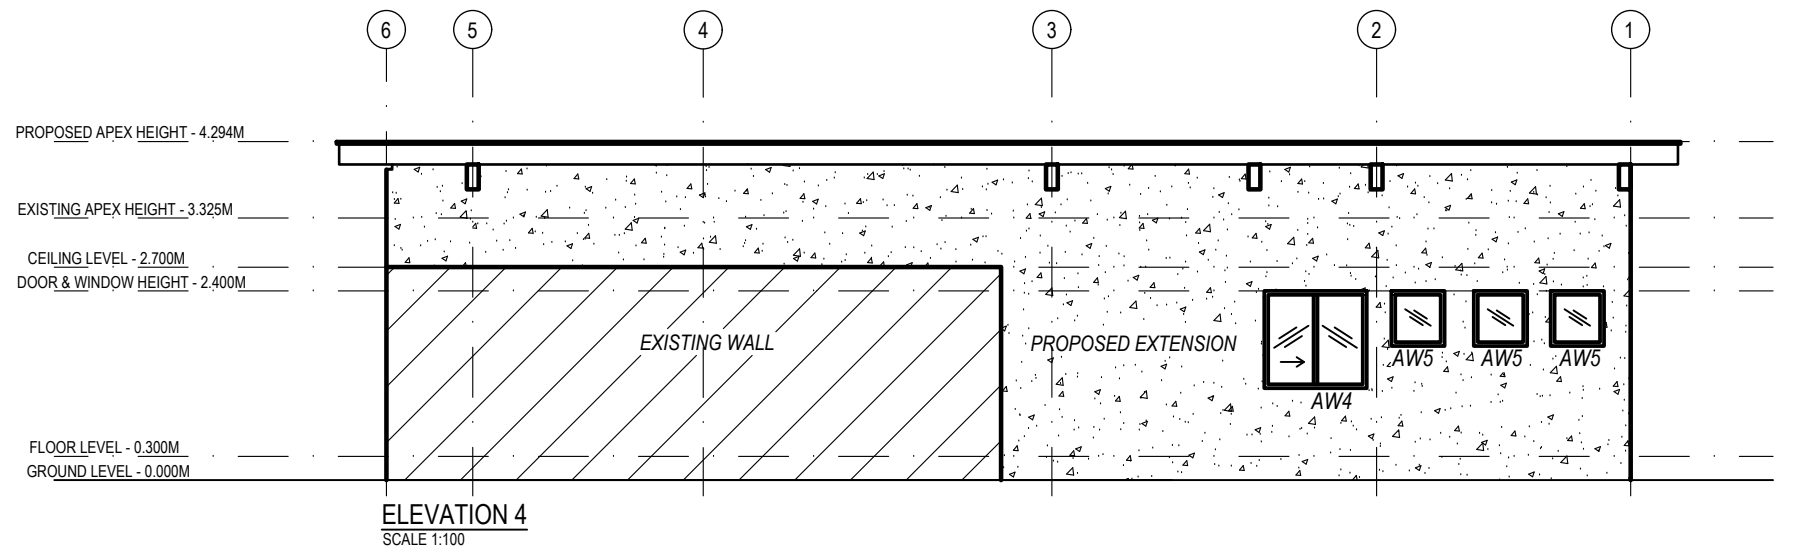 6 5 4 3 2 1
PROPOSED APEX HEIGHT - 4.294M
EXISTING APEX HEIGHT - 3.325M
CEILING LEVEL - 2.700M
DOOR & WINDOW HEIGHT - 2.400M
EXISTING WALL PROPOSED EXTENSION
AW5 AW5 AW5
AW4
FLOOR LEVEL - 0.300M
GROUND LEVEL - 0.000M
ELEVATION 4
SCALE 1:100